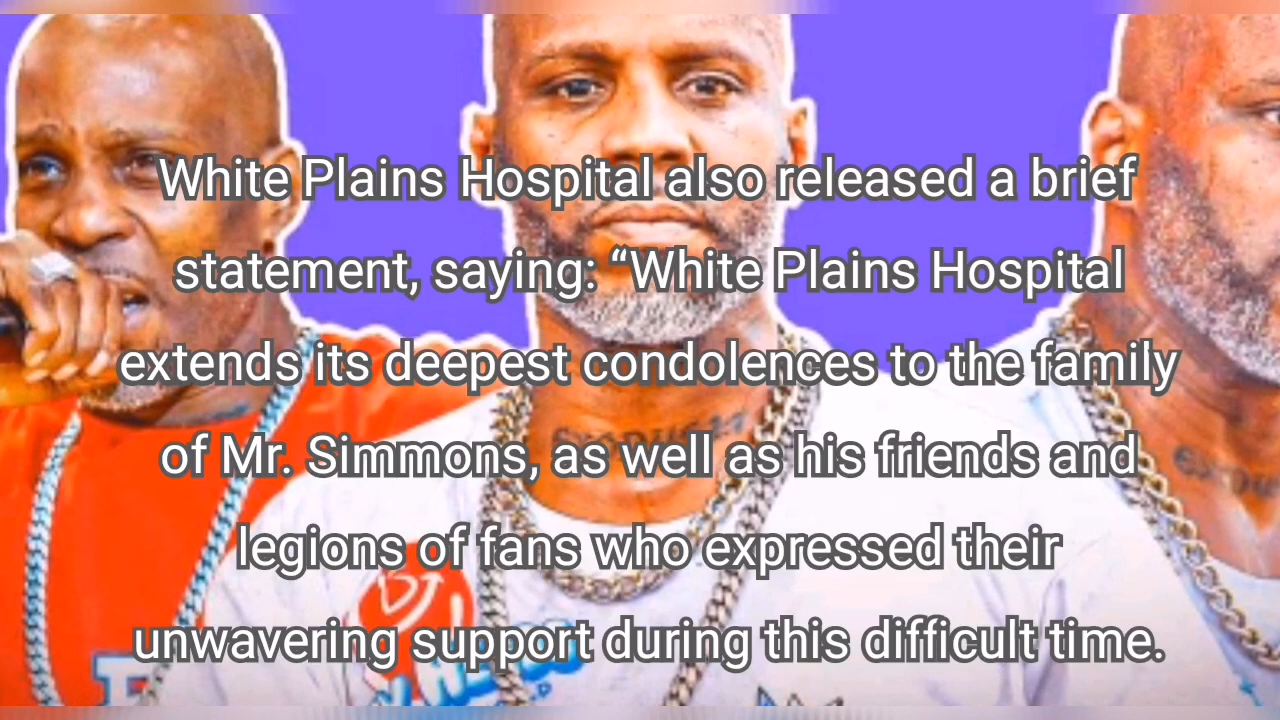 White Plains Hospital also released a brief
statement, saying: “White Plains Hospital
extends its deepest condolences to the family
of Mr. Simmons, as well as his friends and
legions of fans who expressed their
unwavering support during this difficult time.